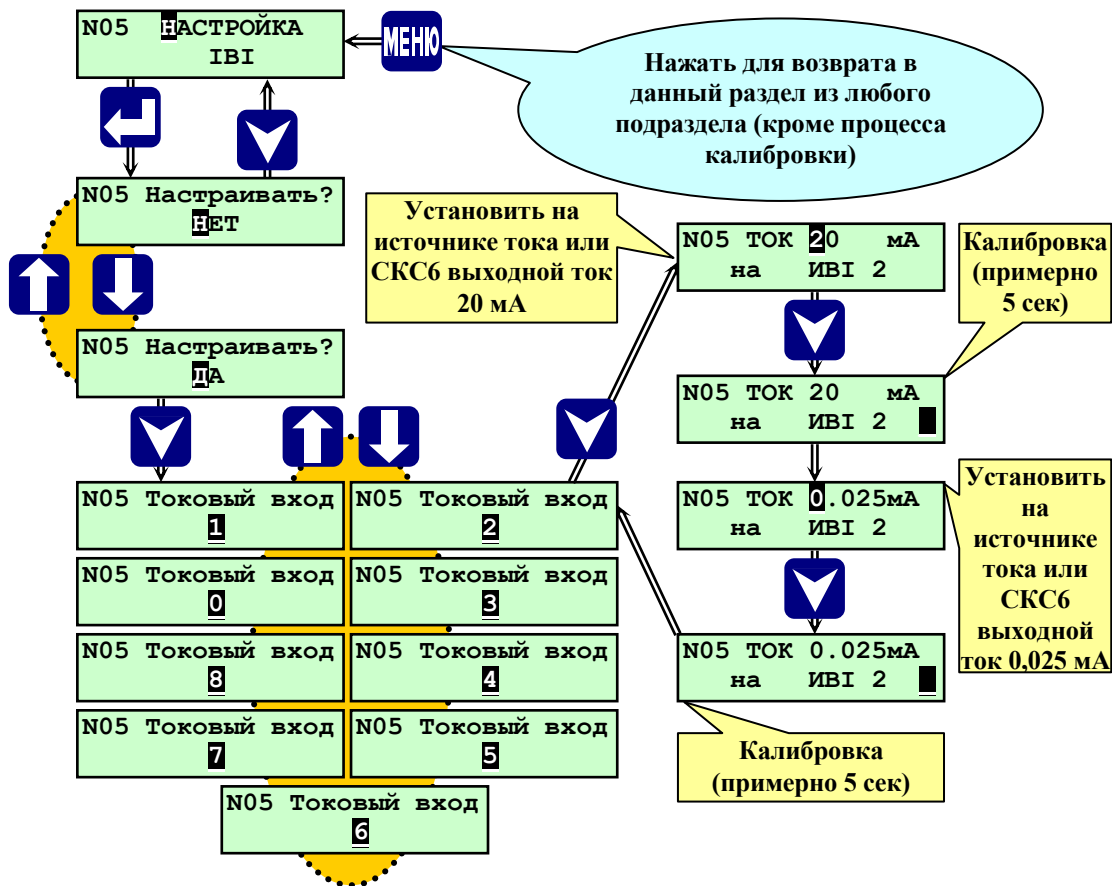 N05 НАСТРОЙКА
IBI
МЕНЮ
Нажать для возврата в
данный раздел из любого
подраздела (кроме процесса
калибровки)
N05 Настраивать?
НЕТ
N05 Настраивать?
ДА
Установить на
источнике тока или
СКС6 выходной ток
20 мА
N05 ТОК 20 мА
на ИВІ 2
Калибровка
(примерно
5 сек)
N05 ТОК 20 мА
на ИВІ 2
N05 ТОК 0.025мА
на ИВІ 2
Установить
на
источнике
тока или
СКС6
выходной
ток 0,025 мА
N05 ТОК 0.025мА
на ИВІ 2
Калибровка
(примерно 5 сек)
N05 Токовый вход
1
N05 Токовый вход
2
N05 Токовый вход
0
N05 Токовый вход
3
N05 Токовый вход
8
N05 Токовый вход
4
N05 Токовый вход
7
N05 Токовый вход
5
N05 Токовый вход
6